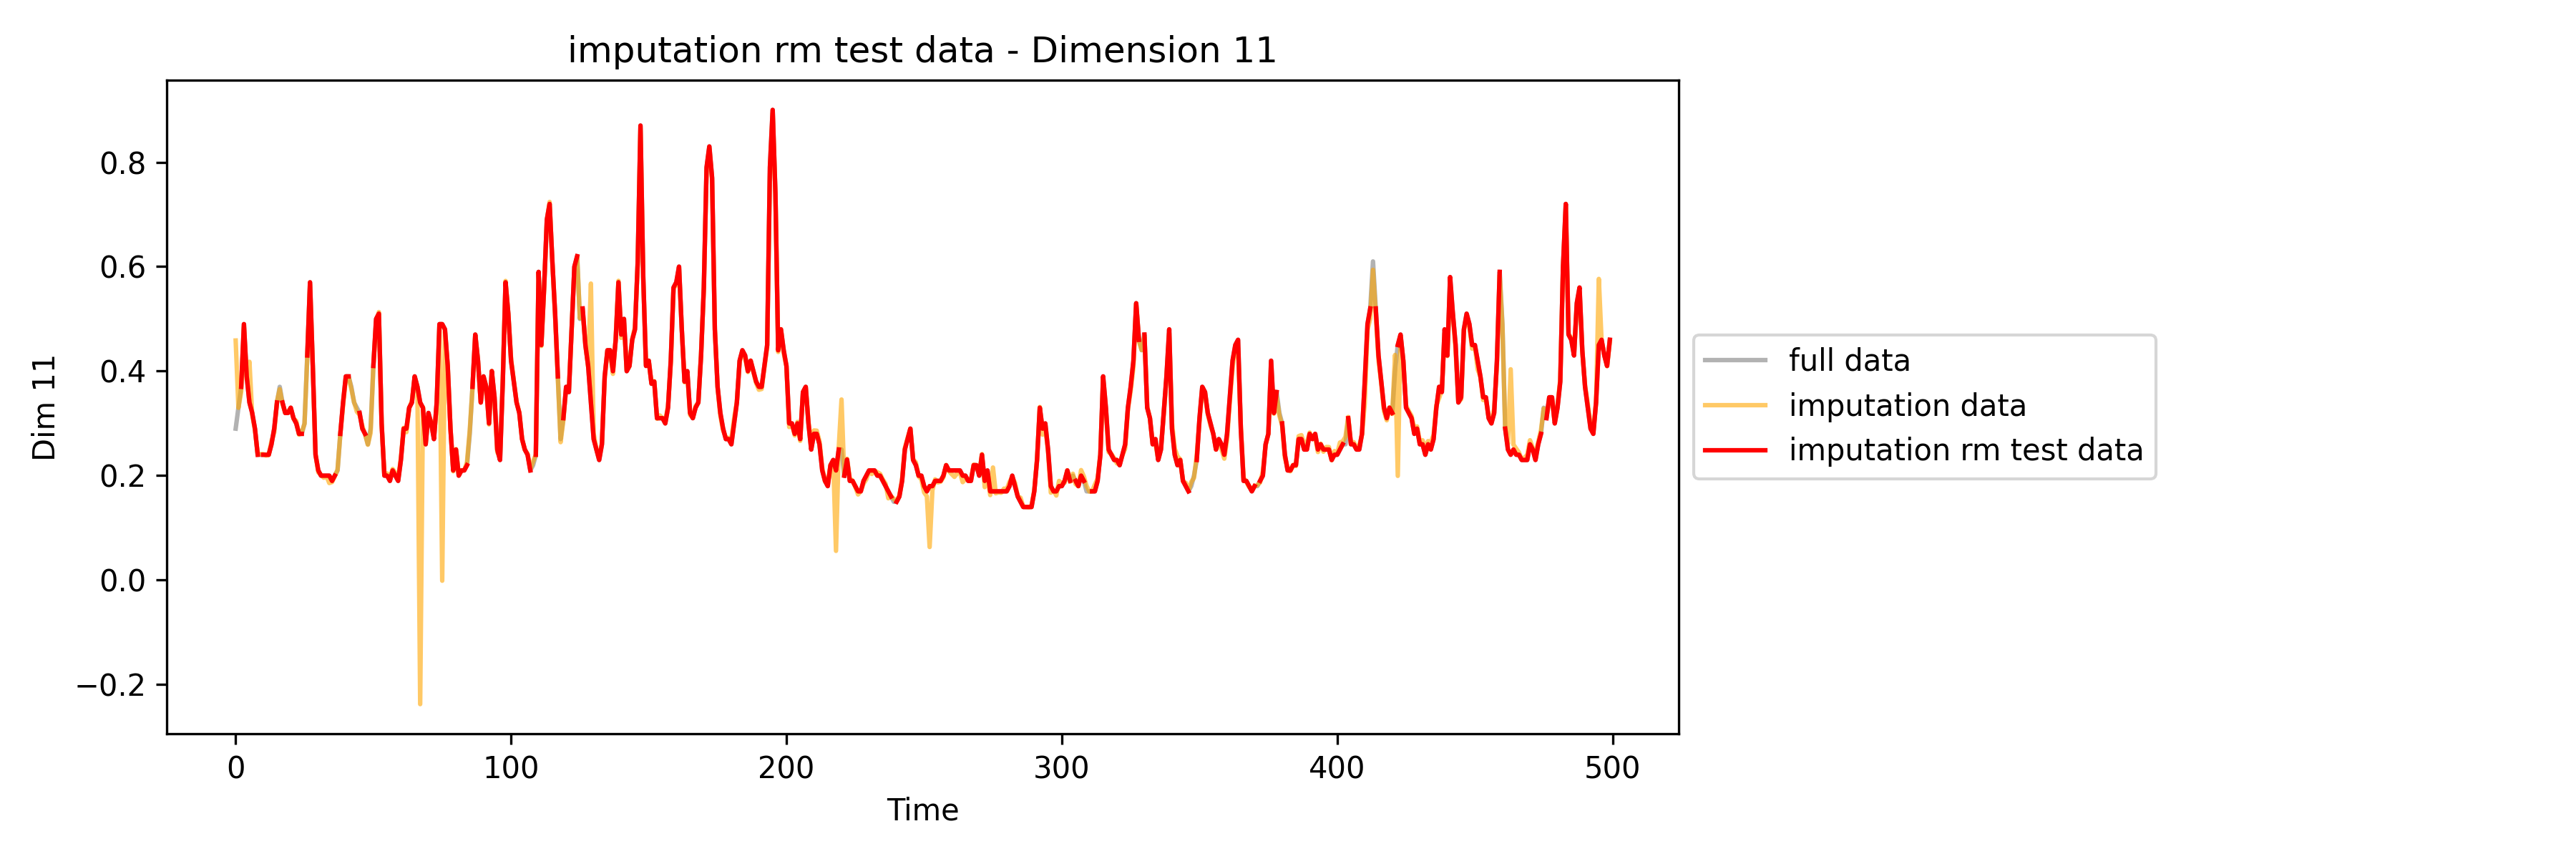 imputation rm test data - Dimension 11
Dim 11
0.8
0.6
0.4
0.2
0.0
−0.2
0 100 200 300 400 500
Time
full data
imputation data
imputation rm test data